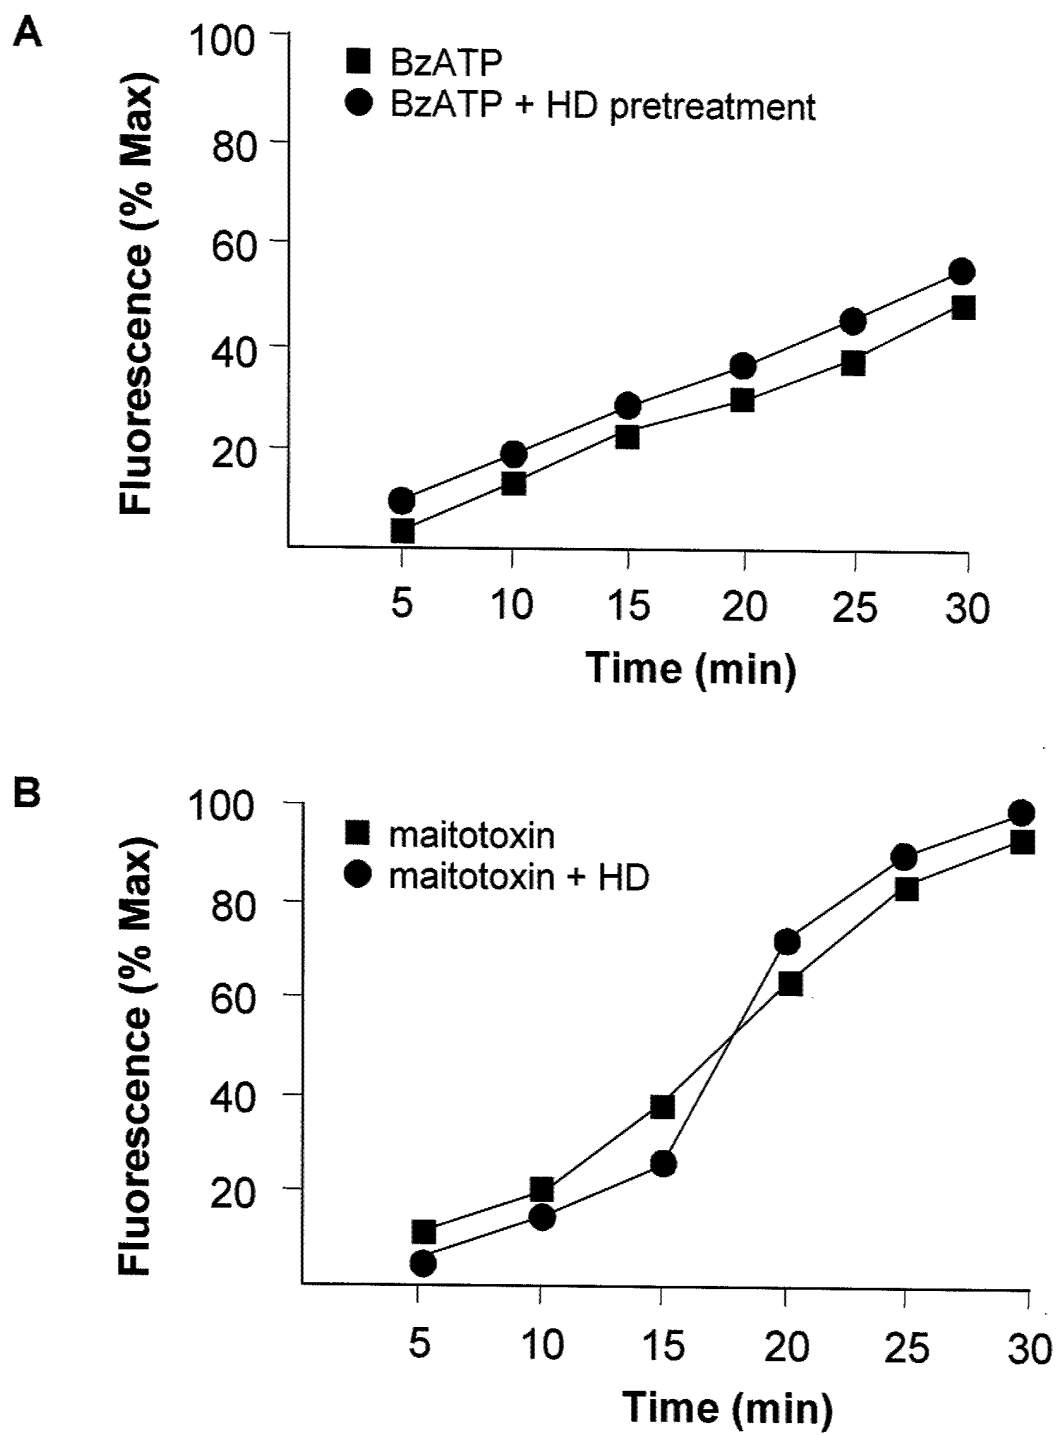 A
100
80
60
40
20
Fluorescence (% Max)
BzATP
BzATP + HD pretreatment
5 10 15 20 25 30
Time (min)
B
100
80
60
40
20
Fluorescence (% Max)
maitotoxin
maitotoxin + HD
5 10 15 20 25 30
Time (min)